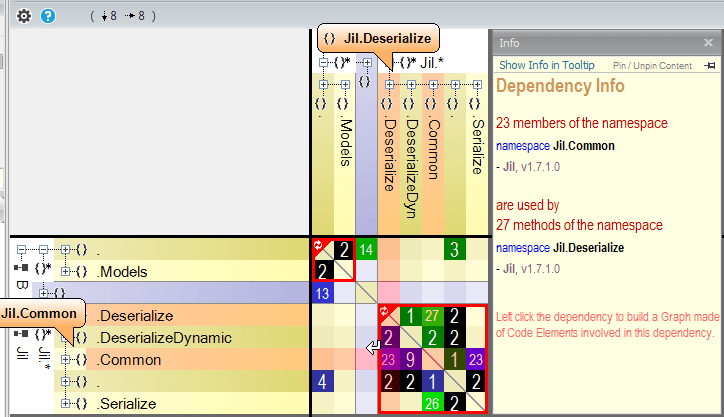 ( 8 8 )
{} Jil.Deserialize
{}* {}* Jil.*
{}
{} . {} .Models {} .Deserialize {} .DeserializeDyn {} .Common {} . {} .Serialize
Info
Show Info in Tooltip Pin / Unpin Content
Dependency Info
23 members of the namespace
namespace Jil.Common
- Jil, v1.7.1.0
are used by
27 methods of the namespace
namespace Jil.Deserialize
- Jil, v1.7.1.0
Left click the dependency to build a Graph made
of Code Elements involved in this dependency.
{} . 2 14 3
{}* {} .Models 2
B {} 13
Jil.Common
{} .Deserialize 1 27 2
{} .DeserializeDynamic 2 2 2
{}* {} .Common 23 9 1 23
Jil Jil.* {} . 4 2 2 1 2
{} .Serialize 26 2